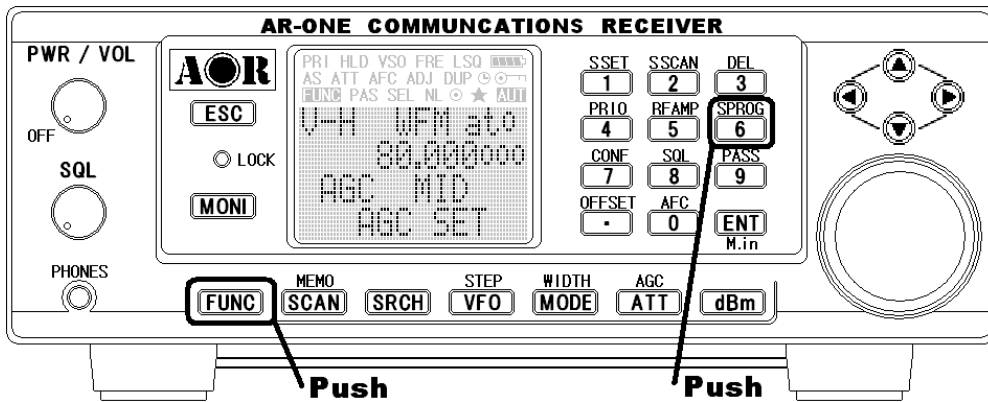 AR-ONE COMMUNCATIONS RECEIVER
PWR / VOL
OFF
SQL
PHONES
AOR
ESC
LOCK
MONI
PRI HLD VSO FRE LSQ
AS ATT AFC ADJ DUP
FUNC PAS SEL NL AUT
V-H WFM ato
80.000000
AGC MID
AGC SET
SSET SSCAN DEL
1 2 3
PRIO RFAMP SPROG
4 5 6
CONF SQL PASS
7 8 9
OFFSET AFC
. 0 ENT
M.in
MEMO STEP WIDTH AGC
FUNC SCAN SRCH VFO MODE ATT dBm
Push Push